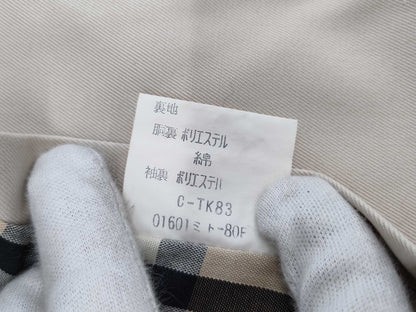 裏地
胴裏 ポリエステル
綿
袖裏 ポリエステル
C-TK83
01601ミト-80F